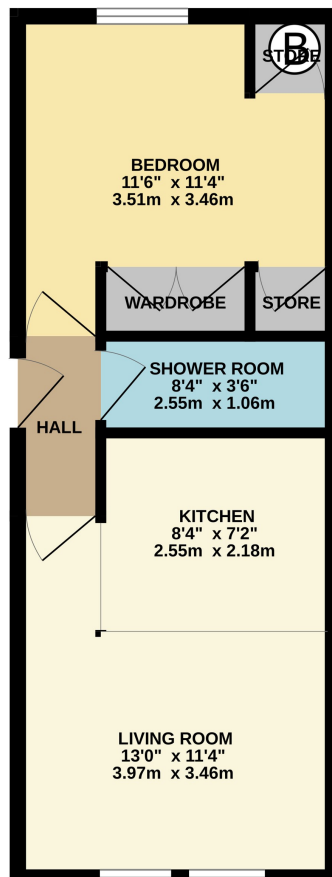 B
STORE
BEDROOM
11'6" x 11'4"
3.51m x 3.46m
WARDROBE
STORE
SHOWER ROOM
8'4" x 3'6"
2.55m x 1.06m
HALL
KITCHEN
8'4" x 7'2"
2.55m x 2.18m
LIVING ROOM
13'0" x 11'4"
3.97m x 3.46m